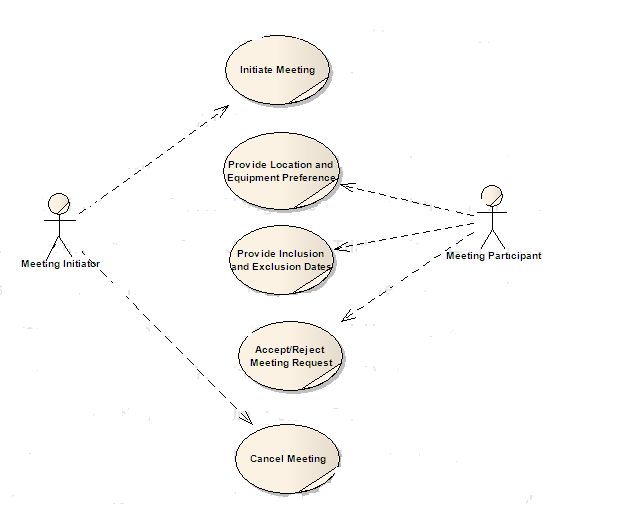 Initiate Meeting
Provide Location and
Equipment Preference
Meeting Initiator
Meeting Participant
Provide Inclusion
and Exclusion Dates
Accept/Reject
Meeting Request
Cancel Meeting